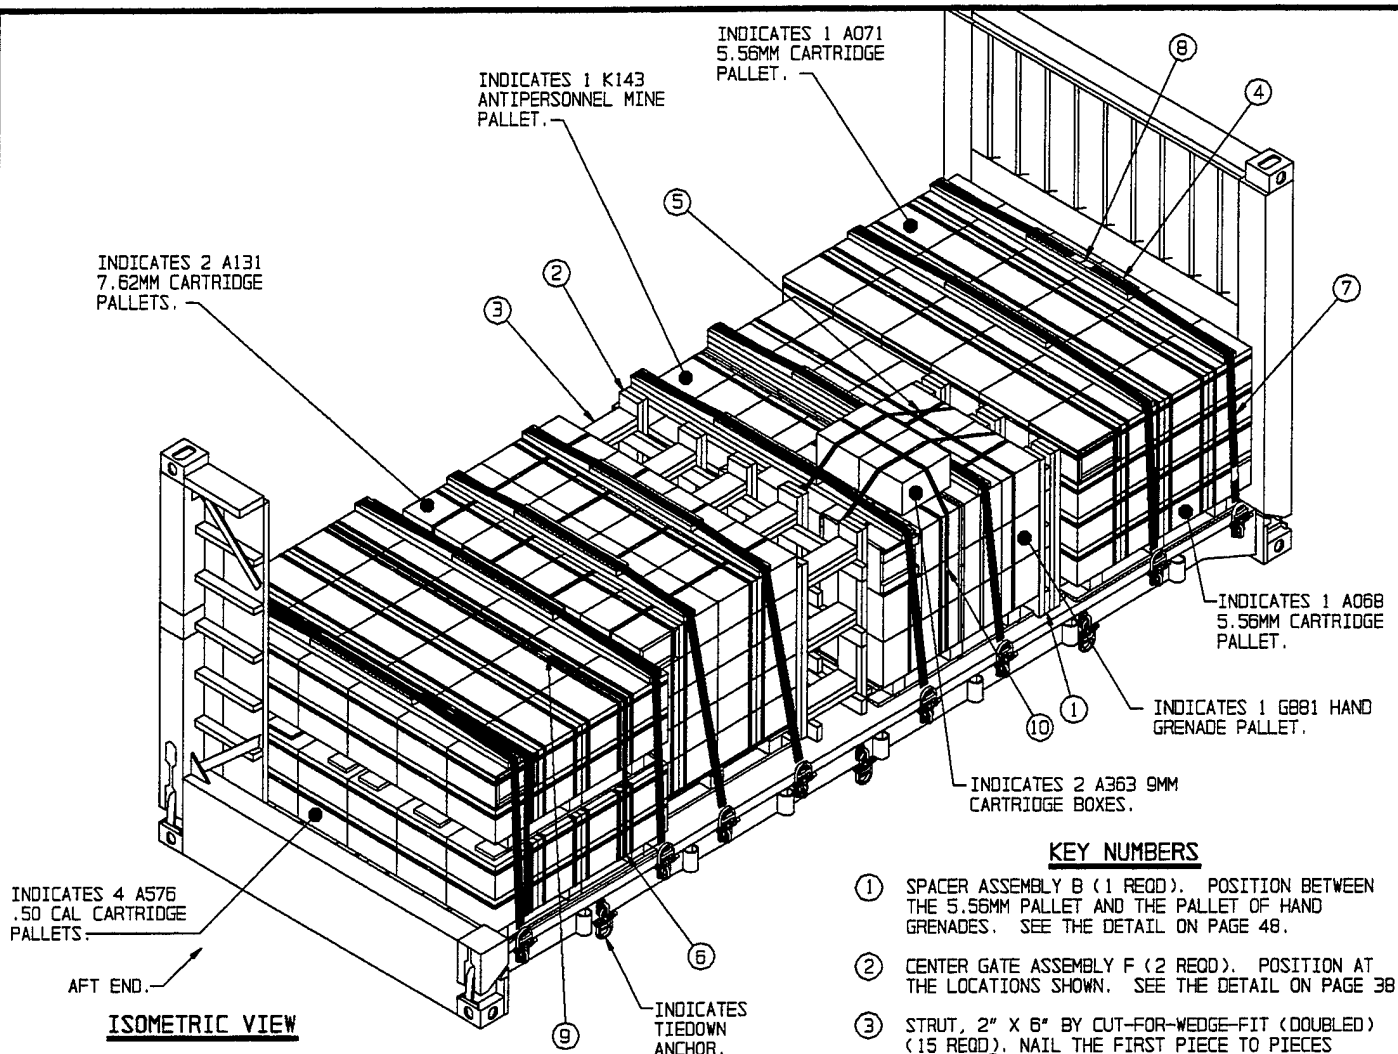 INDICATES 1 A071
5.56MM CARTRIDGE
PALLET.
8
INDICATES 1 K143
ANTIPERSONNEL MINE
PALLET.
4
5
INDICATES 2 A131
7.62MM CARTRIDGE
PALLETS.
2
7
3
INDICATES 1 A068
5.56MM CARTRIDGE
PALLET.
INDICATES 1 G881 HAND
GRENADE PALLET.
10
1
INDICATES 2 A363 9MM
CARTRIDGE BOXES.
INDICATES 4 A576
.50 CAL CARTRIDGE
PALLETS.
6
AFT END.
ISOMETRIC VIEW
9
INDICATES
TIEDOWN
ANCHOR.
KEY NUMBERS
1 SPACER ASSEMBLY B (1 REQD). POSITION BETWEEN
THE 5.56MM PALLET AND THE PALLET OF HAND
GRENADES. SEE THE DETAIL ON PAGE 48.
2 CENTER GATE ASSEMBLY F (2 REQD). POSITION AT
THE LOCATIONS SHOWN. SEE THE DETAIL ON PAGE 38
3 STRUT, 2" X 6" BY CUT-FOR-WEDGE-FIT (DOUBLED)
(15 REQD). NAIL THE FIRST PIECE TO PIECES